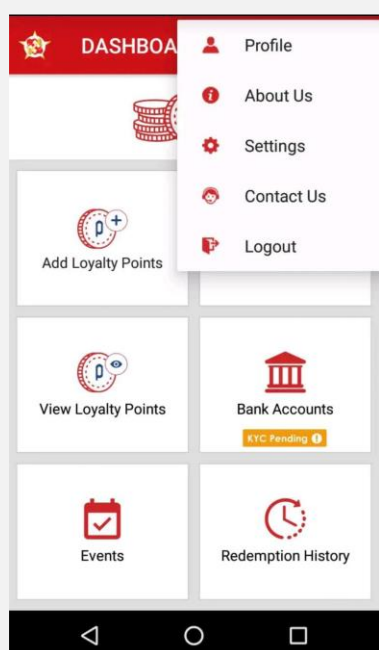 DASHBOA
Profile
About Us
Settings
Contact Us
Logout
Add Loyalty Points
View Loyalty Points
Bank Accounts
KYC Pending
Events
Redemption History